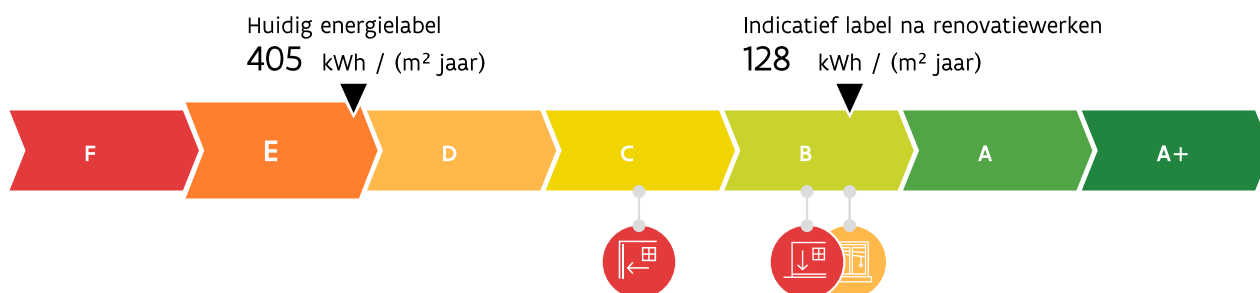 Huidig energielabel
405 kWh / (m² jaar)
Indicatief label na renovatiewerken
128 kWh / (m² jaar)
F E D C B A A+